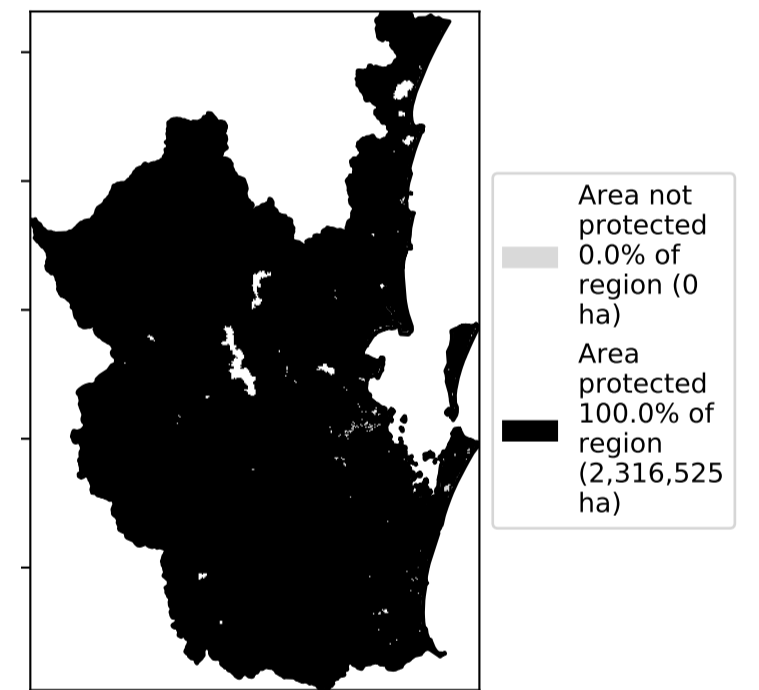 Area not
protected
0.0% of
region (0
ha)
Area
protected
100.0% of
region
(2,316,525
ha)